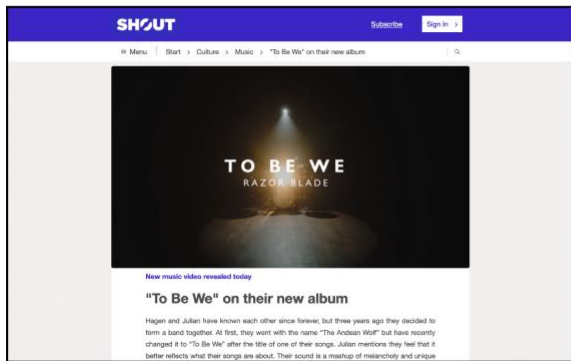 SHOUT
Subscribe
Sign In >
≡ Menu
Start > Culture > Music > "To Be We" on their new album
TO BE WE
RAZOR BLADE
New music video revealed today
"To Be We" on their new album
Hagen and Julian have known each other since forever, but three years ago they decided to
form a band together. At first, they went with the name "The Andean Wolf" but have recently
changed it to "To Be We" after the title of one of their songs. Julian mentions they feel that it
better reflects what their songs are about. Their sound is a mashup of melancholy and unique